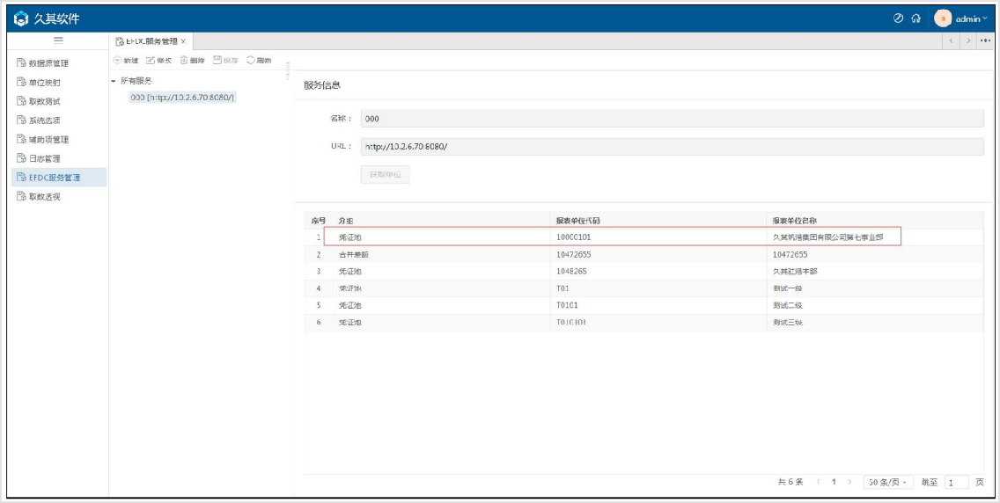 久其软件
admin
数据源管理
单位映射
取数测试
系统选项
辅助项管理
日志管理
EFDC服务管理
取数透视
EFDC服务管理 ×
新建 修改 删除 保存 刷新
所有服务
000 [http://10.2.6.70:8080/]
服务信息
名称： 000
URL： http://10.2.6.70:8080/
获取单位
序号 分组 报表单位代码 报表单位名称
1 凭证池 10000101 久其筑港集团有限公司第七事业部
2 合并差额 10472655 10472655
3 凭证池 1048265 久其驻港本部
4 凭证池 T01 测试一级
5 凭证池 T0101 测试二级
6 凭证池 T010101 测试三级
共 6 条 < 1 > 50 条/页 跳至 1 页